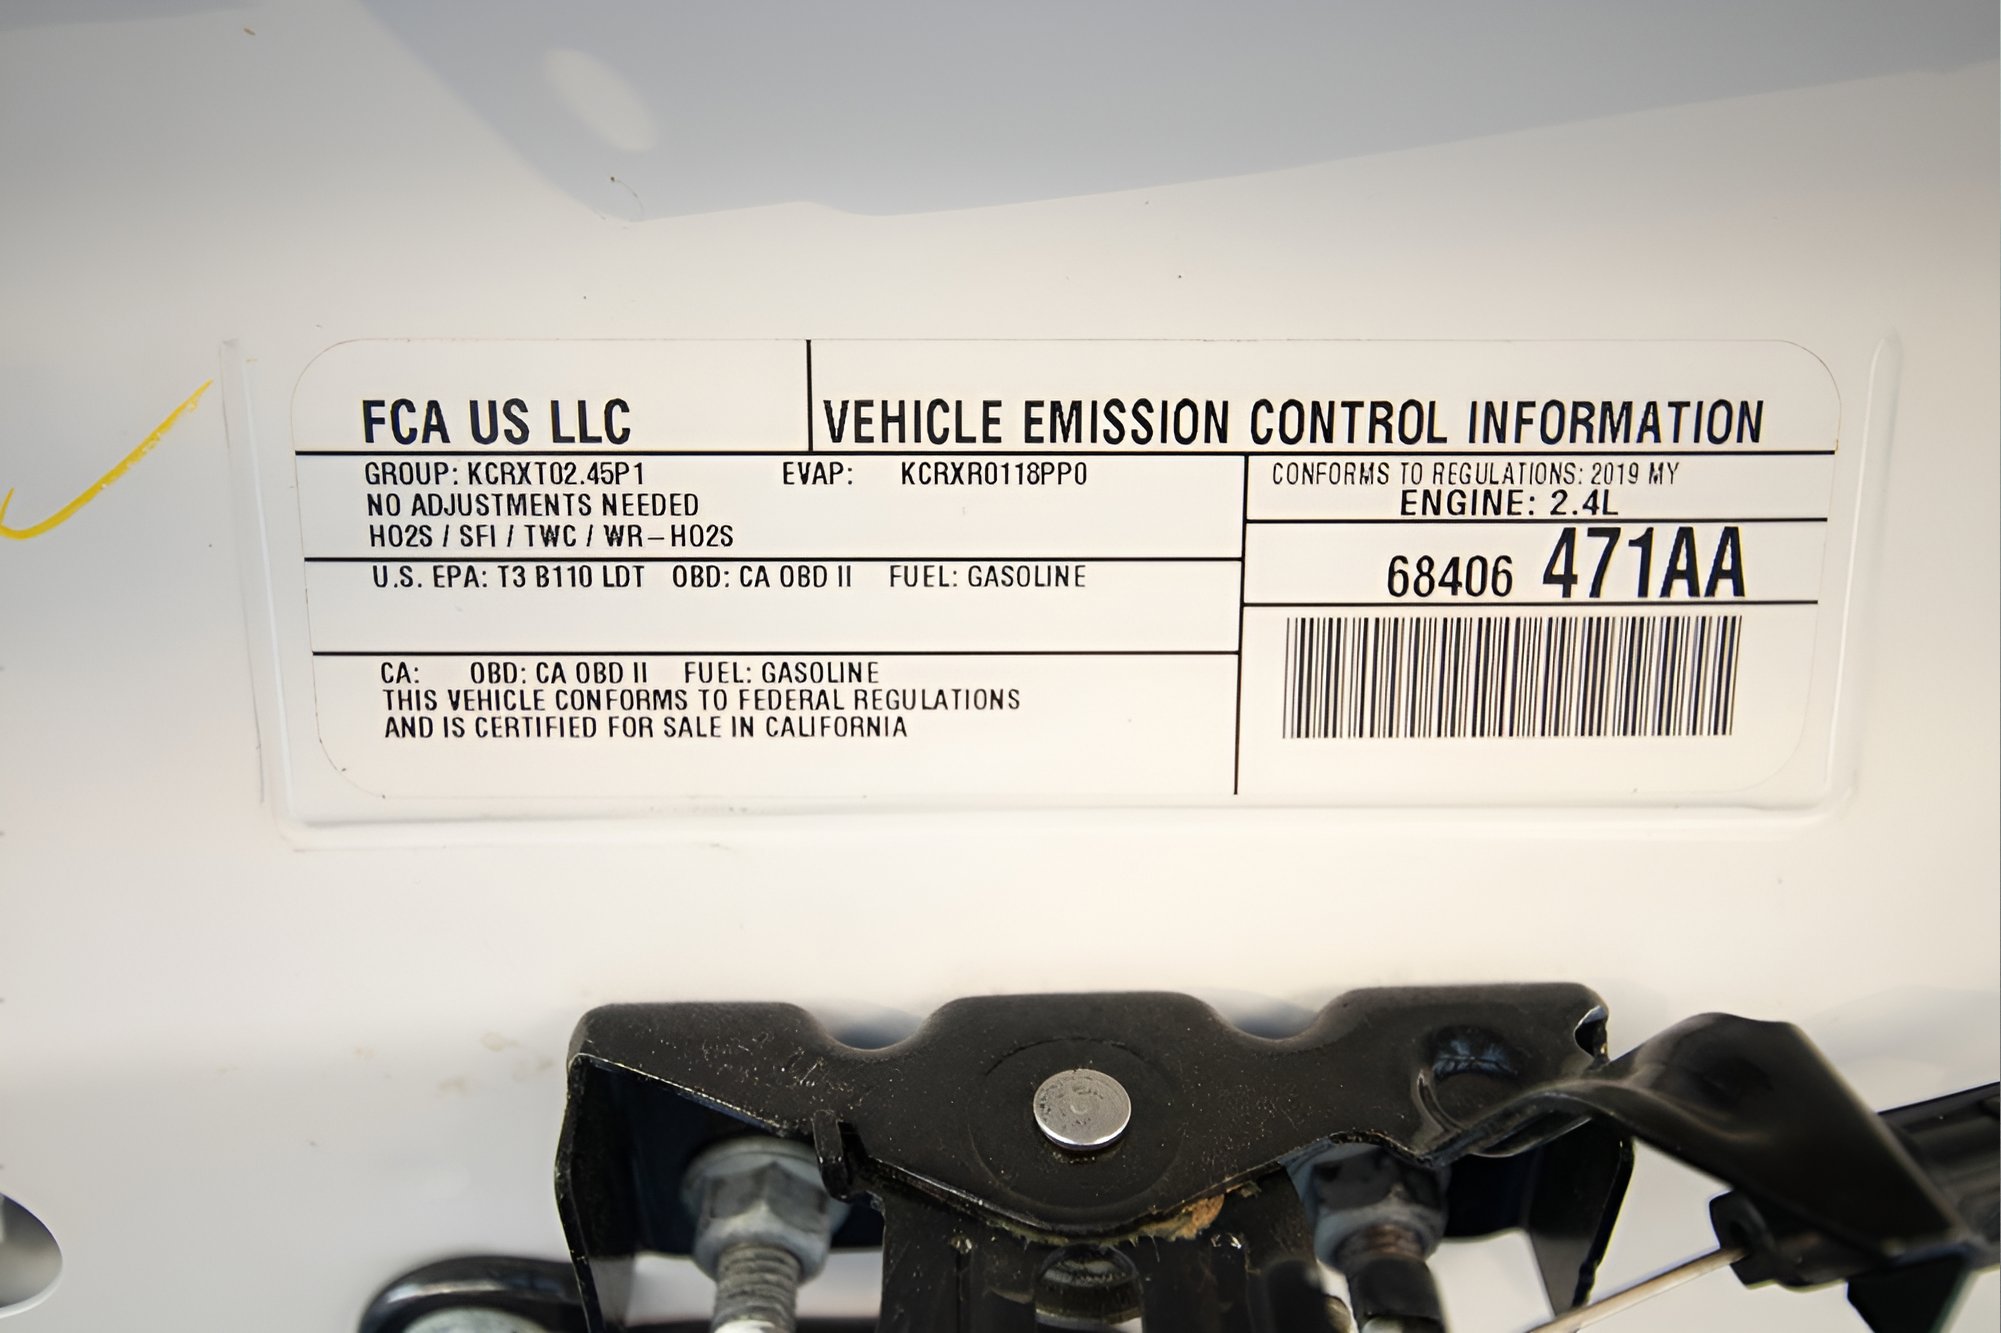 FCA US LLC
VEHICLE EMISSION CONTROL INFORMATION
GROUP: KCRXT02.45P1 EVAP: KCRXR0118PP0
NO ADJUSTMENTS NEEDED
HO2S / SFI / TWC / WR-HO2S
CONFORMS TO REGULATIONS: 2019 MY
ENGINE: 2.4L
68406 471AA
U.S. EPA: T3 B110 LDT OBD: CA OBD II FUEL: GASOLINE
CA: OBD: CA OBD II FUEL: GASOLINE
THIS VEHICLE CONFORMS TO FEDERAL REGULATIONS
AND IS CERTIFIED FOR SALE IN CALIFORNIA